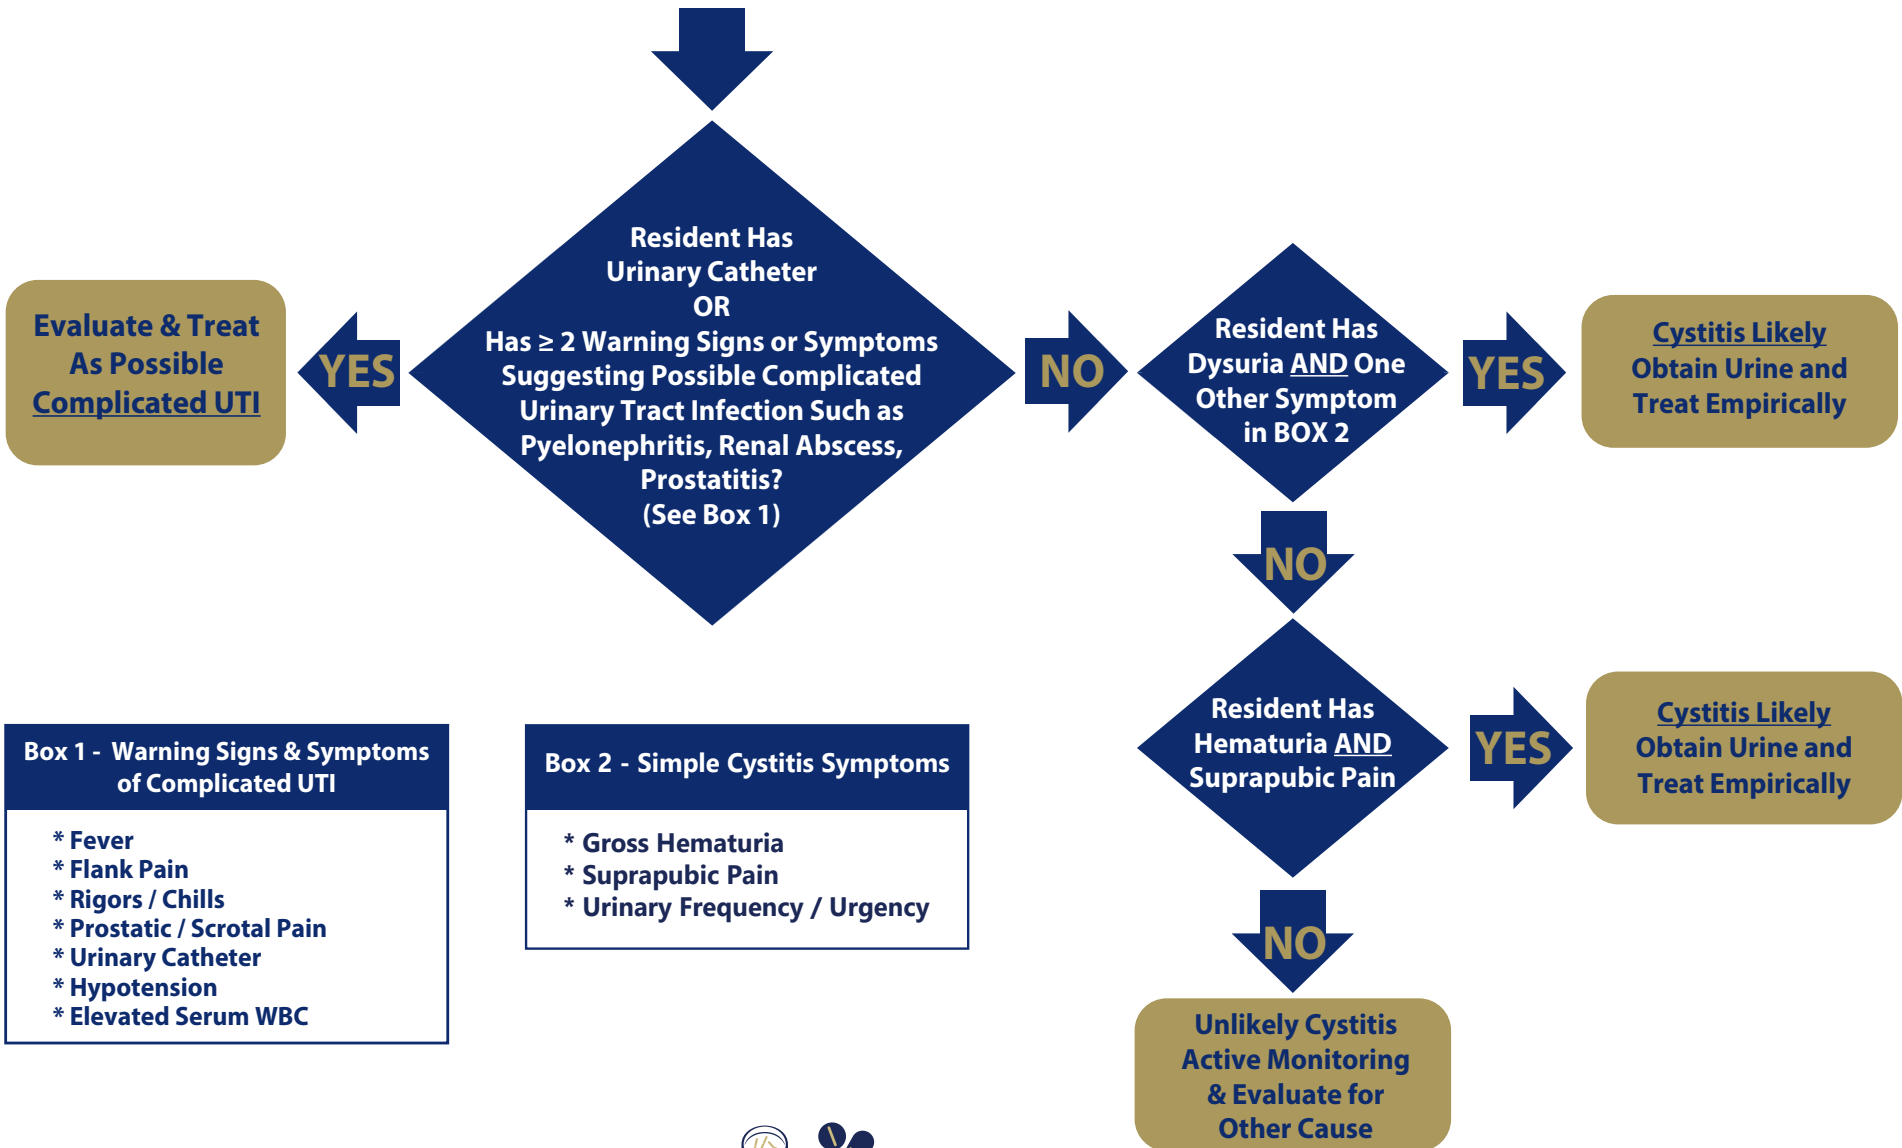 Resident Has
Urinary Catheter
OR
Has ≥ 2 Warning Signs or Symptoms
Suggesting Possible Complicated
Urinary Tract Infection Such as
Pyelonephritis, Renal Abscess,
Prostatitis?
(See Box 1)
YES
Evaluate & Treat
As Possible
Complicated UTI
NO
Resident Has
Dysuria AND One
Other Symptom
in BOX 2
YES
Cystitis Likely
Obtain Urine and
Treat Empirically
NO
Resident Has
Hematuria AND
Suprapubic Pain
YES
Cystitis Likely
Obtain Urine and
Treat Empirically
NO
Unlikely Cystitis
Active Monitoring
& Evaluate for
Other Cause
Box 1 - Warning Signs & Symptoms
of Complicated UTI
* Fever
* Flank Pain
* Rigors / Chills
* Prostatic / Scrotal Pain
* Urinary Catheter
* Hypotension
* Elevated Serum WBC
Box 2 - Simple Cystitis Symptoms
* Gross Hematuria
* Suprapubic Pain
* Urinary Frequency / Urgency